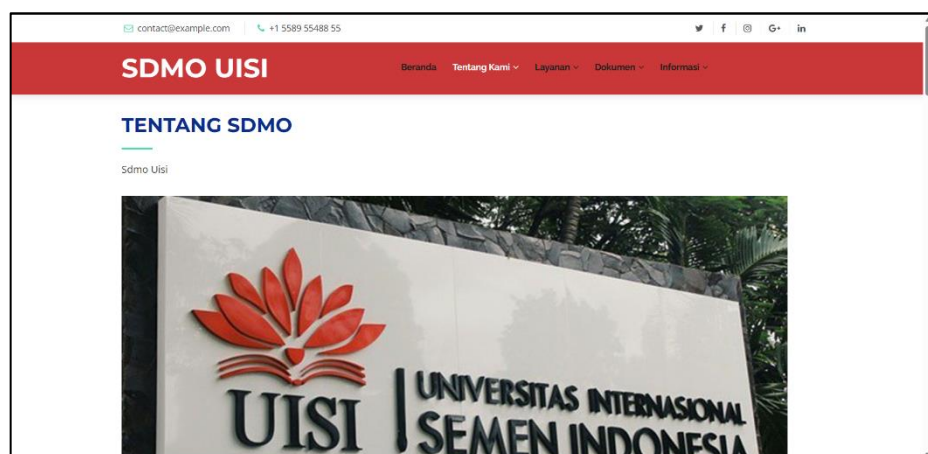 contact@example.com +1 5589 55488 55 G+ in
SDMO UISI Beranda Tentang Kami Layanan Dokumen Informasi
TENTANG SDMO
Sdmo Uisi
UISI UNIVERSITAS INTERNASIONAL
SEMEN INDONESIA